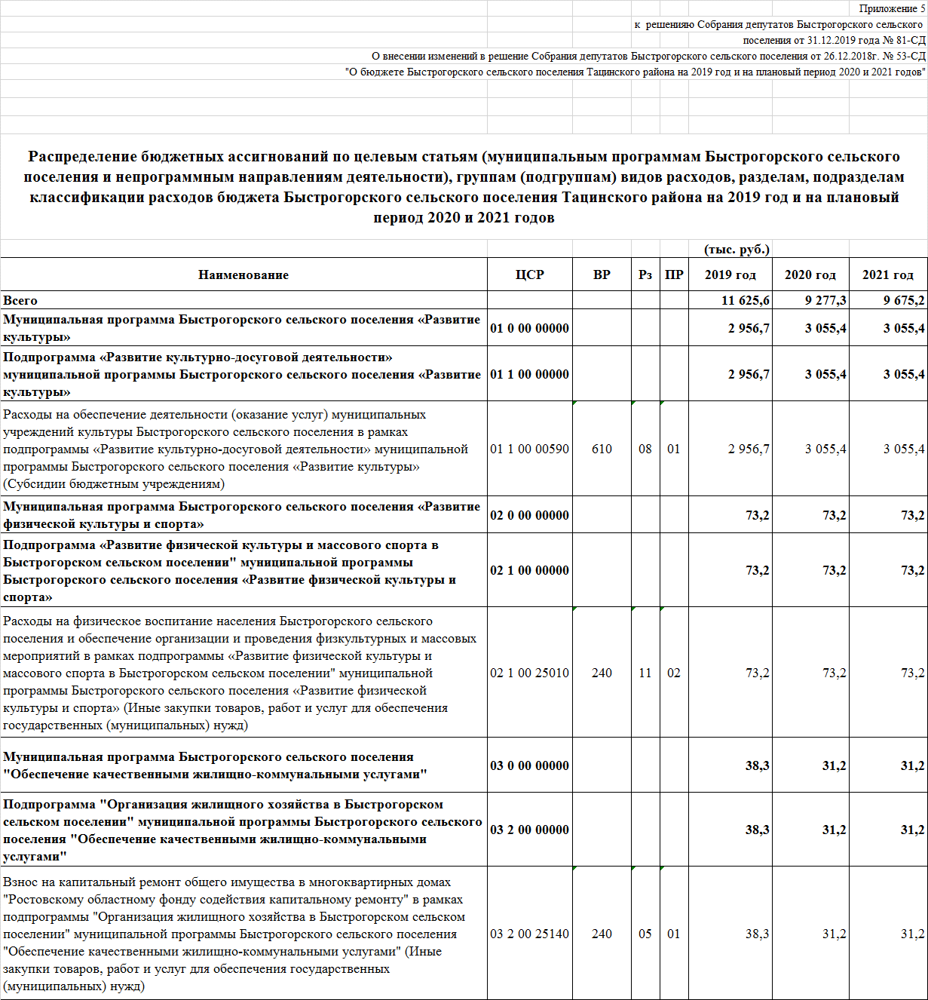 Приложение 5
к  решенияю Собрания депутатов Быстрогорского сельского
поселения от 31.12.2019 года № 81-СД
О внесении изменений в решение Собрания депутатов Быстрогорского сельского поселения от 26.12.2018г. № 53-СД
"О бюджете Быстрогорского сельского поселения Тацинского района на 2019 год и на плановый период 2020 и 2021 годов"
Распределение бюджетных ассигнований по целевым статьям (муниципальным программам Быстрогорского сельского
поселения и непрограммным направлениям деятельности), группам (подгруппам) видов расходов, разделам, подразделам
классификации расходов бюджета Быстрогорского сельского поселения Тацинского района на 2019 год и на плановый
период 2020 и 2021 годов
(тыс. руб.)
Наименование ЦСР ВР Рз ПР 2019 год 2020 год 2021 год
Всего 11 625,6 9 277,3 9 675,2
Муниципальная программа Быстрогорского сельского поселения «Развитие
культуры» 01 0 00 00000 2 956,7 3 055,4 3 055,4
Подпрограмма «Развитие культурно-досуговой деятельности»
муниципальной программы Быстрогорского сельского поселения «Развитие
культуры» 01 1 00 00000 2 956,7 3 055,4 3 055,4
Расходы на обеспечение деятельности (оказание услуг) муниципальных
учреждений культуры Быстрогорского сельского поселения в рамках
подпрограммы «Развитие культурно-досуговой деятельности» муниципальной
программы Быстрогорского сельского поселения «Развитие культуры»
(Субсидии бюджетным учреждениям) 01 1 00 00590 610 08 01 2 956,7 3 055,4 3 055,4
Муниципальная программа Быстрогорского сельского поселения «Развитие
физической культуры и спорта» 02 0 00 00000 73,2 73,2 73,2
Подпрограмма «Развитие физической культуры и массового спорта в
Быстрогорском сельском поселении" муниципальной программы
Быстрогорского сельского поселения «Развитие физической культуры и
спорта» 02 1 00 00000 73,2 73,2 73,2
Расходы на физическое воспитание населения Быстрогорского сельского
поселения и обеспечение организации и проведения физкультурных и массовых
мероприятий в рамках подпрограммы «Развитие физической культуры и
массового спорта в Быстрогорском сельском поселении" муниципальной
программы Быстрогорского сельского поселения «Развитие физической
культуры и спорта» (Иные закупки товаров, работ и услуг для обеспечения
государственных (муниципальных) нужд) 02 1 00 25010 240 11 02 73,2 73,2 73,2
Муниципальная программа Быстрогорского сельского поселения
"Обеспечение качественными жилищно-коммунальными услугами" 03 0 00 00000 38,3 31,2 31,2
Подпрограмма "Организация жилищного хозяйства в Быстрогорском
сельском поселении" муниципальной программы Быстрогорского сельского
поселения "Обеспечение качественными жилищно-коммунальными
услугами" 03 2 00 00000 38,3 31,2 31,2
Взнос на капитальный ремонт общего имущества в многоквартирных домах
"Ростовскому областному фонду содействия капитальному ремонту" в рамках
подпрограммы "Организация жилищного хозяйства в Быстрогорском сельском
поселении" муниципальной программы Быстрогорского сельского поселения
"Обеспечение качественными жилищно-коммунальными услугами" (Иные
закупки товаров, работ и услуг для обеспечения государственных
(муниципальных) нужд) 03 2 00 25140 240 05 01 38,3 31,2 31,2